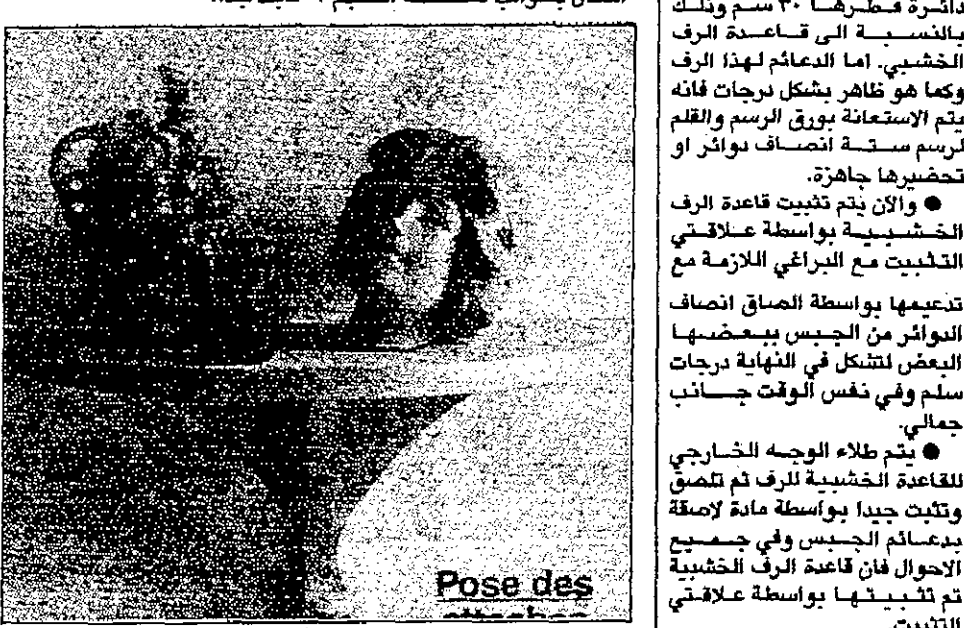 دائرة قطرها ٣٠ سم وذلك
بالنسبة الى قاعدة الرف
الخشبي. اما الدعائم لهذا الرف
وكما هو ظاهر بشكل درجات فانه
يتم الاستعانة بورق الرسم والقلم
لرسم ستة انصاف دوائر او
تحضيرها جاهزة.
● والآن يتم تثبيت قاعدة الرف
الخشبية بواسطة علاقتي
التثبيت مع البراغي اللازمة مع
تدعيمها بواسطة الصاق انصاف
الدوائر من الجبس ببعضها
البعض لتشكل في النهاية درجات
سلم وفي نفس الوقت جانب
جمالي.
● يتم طلاء الوجه الخارجي
للقاعدة الخشبية للرف ثم تلصق
وتثبت جيدا بواسطة مادة لاصقة
بدعائم الجبس وفي جميع
الاحوال فان قاعدة الرف الخشبية
تم تثبيتها بواسطة علاقتي
التثبيت
Pose des